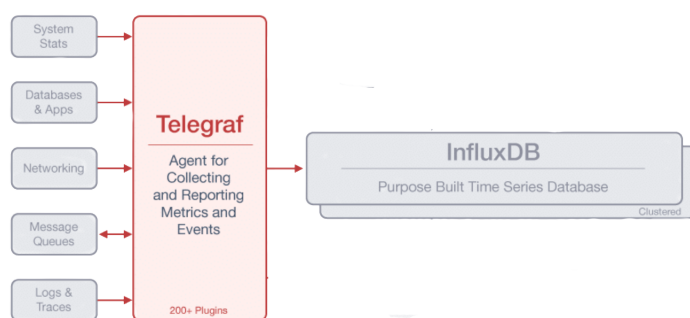 System
Stats
Databases
& Apps
Networking
Message
Queues
Logs &
Traces
Telegraf
Agent for
Collecting
and Reporting
Metrics and
Events
200+ Plugins
InfluxDB
Purpose Built Time Series Database
Clustered